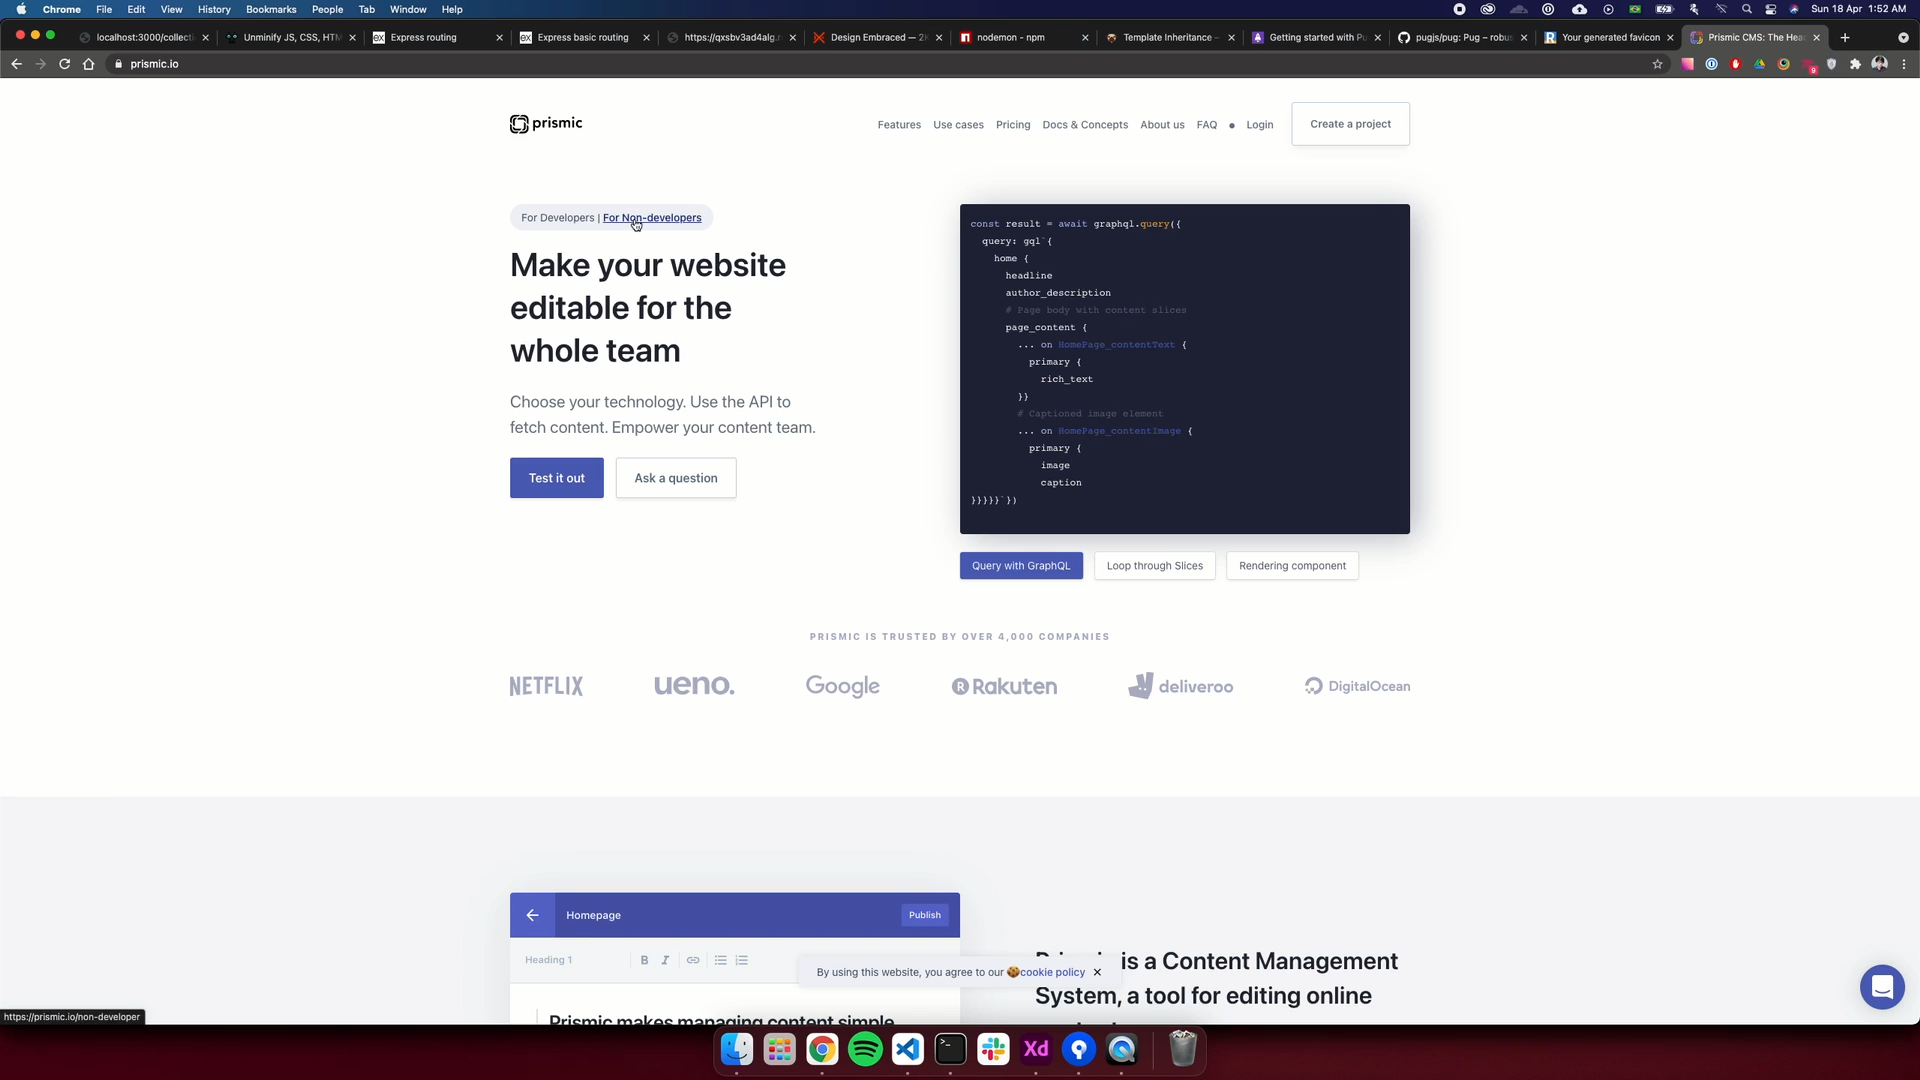 Chrome File Edit View History Bookmarks People Tab Window Help
Sun 18 Apr 1:52 AM
localhost:3000/collect
Unminify JS, CSS, HTM
Express routing
Express basic routing
https://qxsbv3ad4alg.
Design Embraced — 2
nodemon - npm
Template Inheritance –
Getting started with Pu
pugjs/pug: Pug – robus
Your generated favicon
Prismic CMS: The Hea
prismic.io
9
prismic
Features Use cases Pricing Docs & Concepts About us FAQ Login
Create a project
For Developers | For Non-developers
Make your website
editable for the
whole team
Choose your technology. Use the API to
fetch content. Empower your content team.
Test it out
Ask a question
const result = await graphql.query({
query: gql`{
home {
headline
author_description
# Page body with content slices
page_content {
... on HomePage_contentText {
primary {
rich_text
}}
# Captioned image element
... on HomePage_contentImage {
primary {
image
caption
}}}}}`})
Query with GraphQL
Loop through Slices
Rendering component
PRISMIC IS TRUSTED BY OVER 4,000 COMPANIES
NETFLIX
ueno.
Google
Rakuten
deliveroo
DigitalOcean
Homepage
Publish
Heading 1
B I
Prismic makes managing content simple
is a Content Management
System, a tool for editing online
By using this website, you agree to our 🍪cookie policy
https://prismic.io/non-developer
Xd